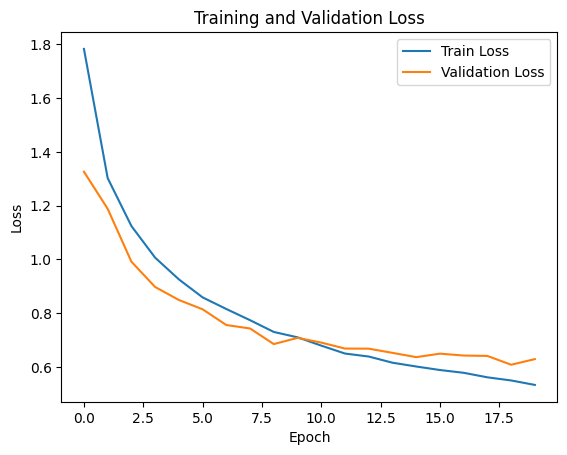 Training and Validation Loss
Train Loss
Validation Loss
1.8
1.6
1.4
1.2
1.0
0.8
0.6
Loss
0.0 2.5 5.0 7.5 10.0 12.5 15.0 17.5
Epoch